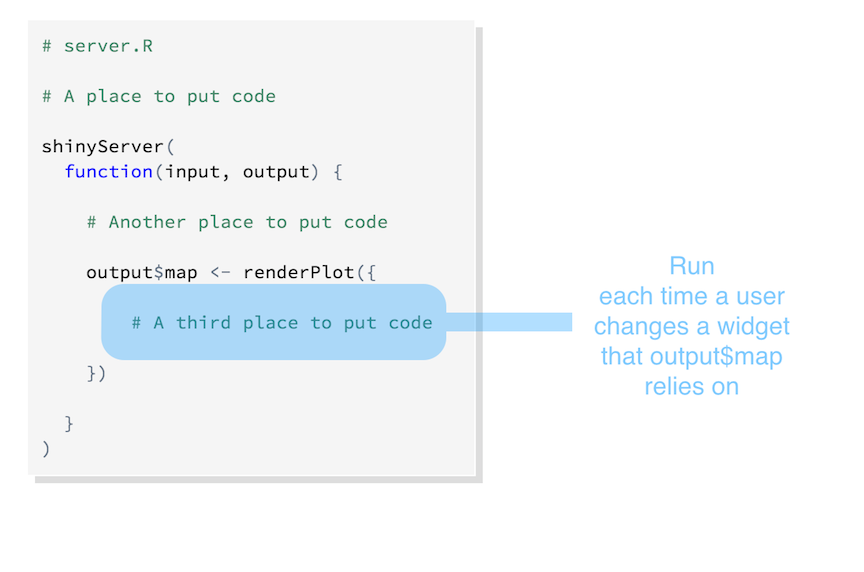 # server.R
# A place to put code
shinyServer(
function(input, output) {
# Another place to put code
output$map <- renderPlot({
# A third place to put code
})
}
)
Run
each time a user
changes a widget
that output$map
relies on